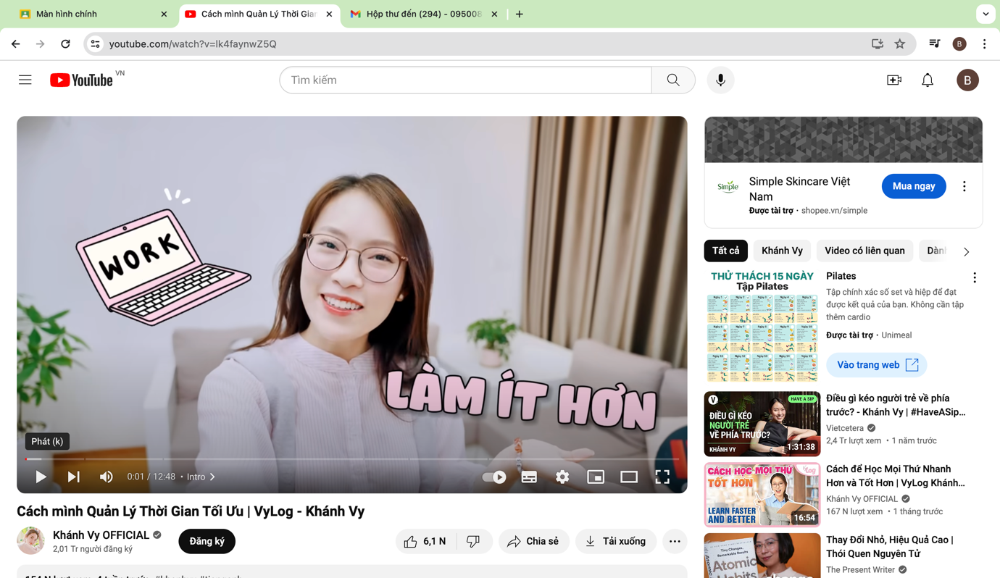 Màn hình chính
Cách mình Quản Lý Thời Gian
Hộp thư đến (294) - 095008
youtube.com/watch?v=lk4faynwZ5Q
B
YouTube VN
Tìm kiếm
B
WORK
LÀM ÍT HƠN
Phát (k)
0:01 / 12:48 • Intro
Cách mình Quản Lý Thời Gian Tối Ưu | VyLog - Khánh Vy
Khánh Vy OFFICIAL
2,01 Tr người đăng ký
Đăng ký
6,1 N
Chia sẻ
Tải xuống
Simple
Simple Skincare Việt
Nam
Được tài trợ · shopee.vn/simple
Mua ngay
Tất cả
Khánh Vy
Video có liên quan
THỬ THÁCH 15 NGÀY
Tập Pilates
Pilates
Tập chính xác số set và hiệp để đạt
được kết quả của bạn. Không cần tập
thêm cardio
Được tài trợ · Unimeal
Vào trang web
HAVE A SIP
ĐIỀU GÌ KÉO
NGƯỜI TRẺ
VỀ PHÍA TRƯỚC?
KHÁNH VY
1:31:38
Điều gì kéo người trẻ về phía
trước? - Khánh Vy | #HaveASip...
Vietcetera
2,4 Tr lượt xem • 1 năm trước
CÁCH HỌC MỌI THỨ
TỐT HƠN
LEARN FASTER
AND BETTER
16:54
Cách để Học Mọi Thứ Nhanh
Hơn và Tốt Hơn | VyLog Khánh...
Khánh Vy OFFICIAL
167 N lượt xem • 1 tháng trước
Tiny Changes,
Remarkable Results
Atomic
Thay Đổi Nhỏ, Hiệu Quả Cao |
Thói Quen Nguyên Tử
The Present Writer